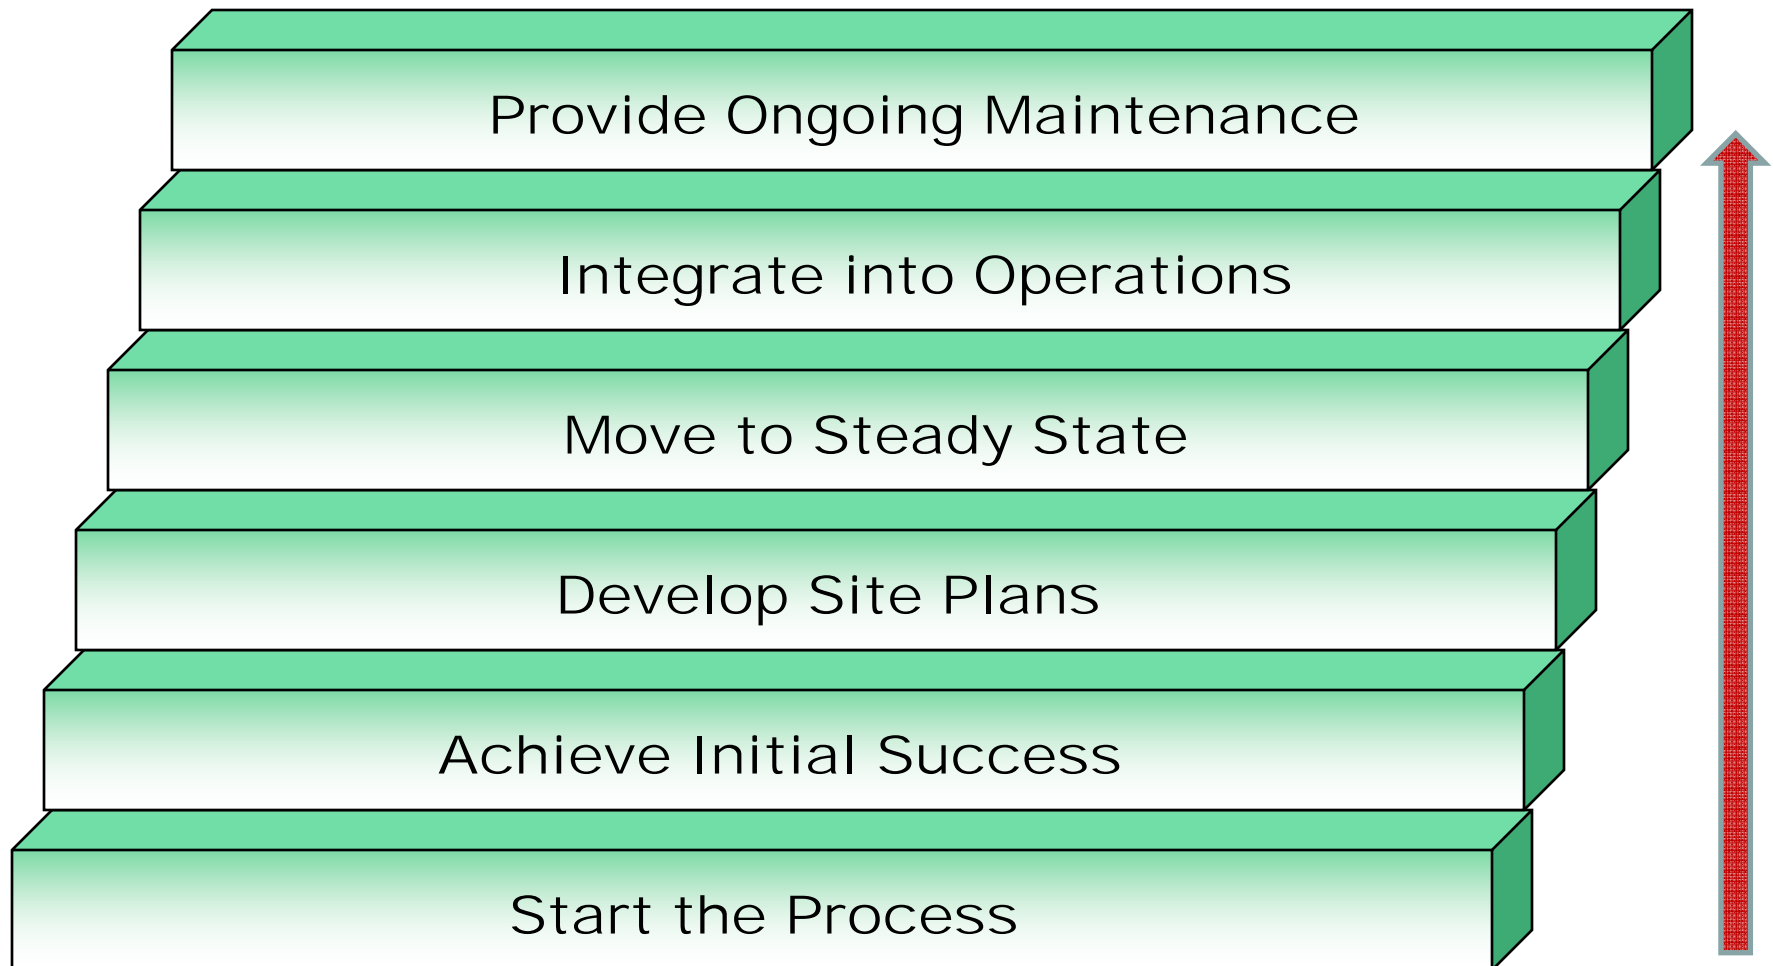 Provide Ongoing Maintenance
Integrate into Operations
Move to Steady State
Develop Site Plans
Achieve Initial Success
Start the Process